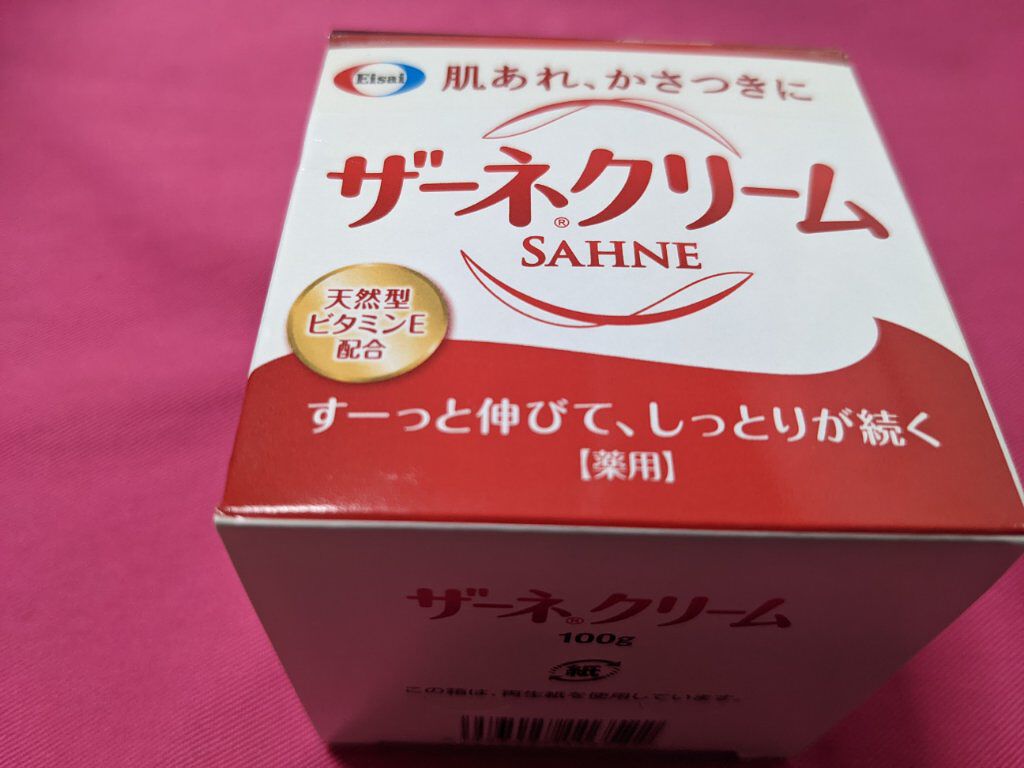 Eisai
肌あれ、かさつきに
ザーネ®クリーム
SAHNE
天然型
ビタミンE
配合
すーっと伸びて、しっとりが続く
【薬用】
ザーネ®クリーム
100g
紙
この箱は、再生紙を使用しています。